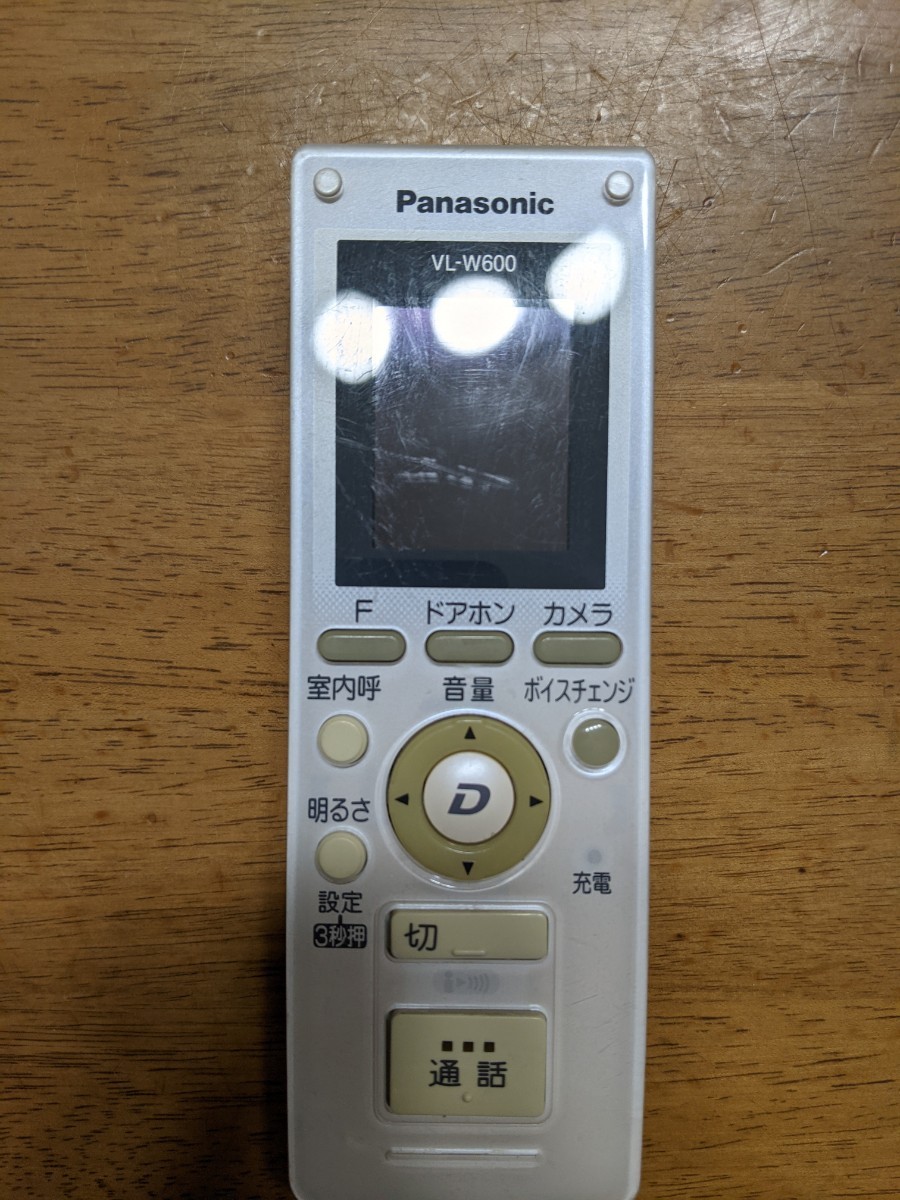 Panasonic
VL-W600
F ドアホン カメラ
室内呼 音量 ボイスチェンジ
D
明るさ
充電
設定
3秒押
切
通話